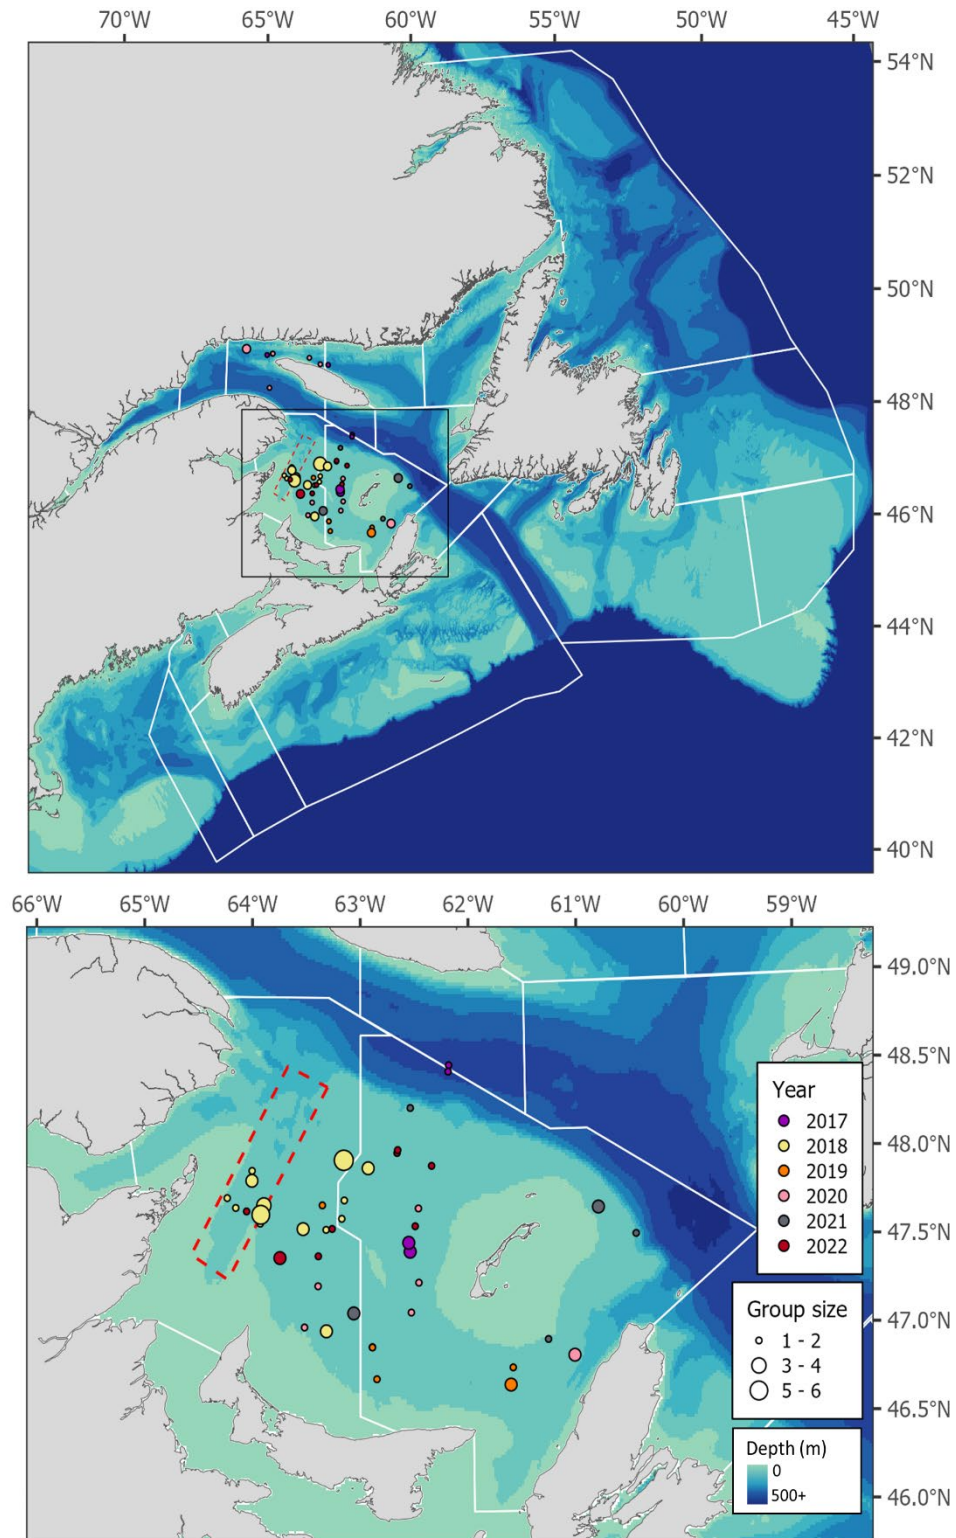 70°W 65°W 60°W 55°W 50°W 45°W
54°N
52°N
50°N
48°N
46°N
44°N
42°N
40°N
66°W 65°W 64°W 63°W 62°W 61°W 60°W 59°W
49.0°N
48.5°N
48.0°N
47.5°N
47.0°N
46.5°N
46.0°N
Year
2017
2018
2019
2020
2021
2022
Group size
1 - 2
3 - 4
5 - 6
Depth (m)
0
500+